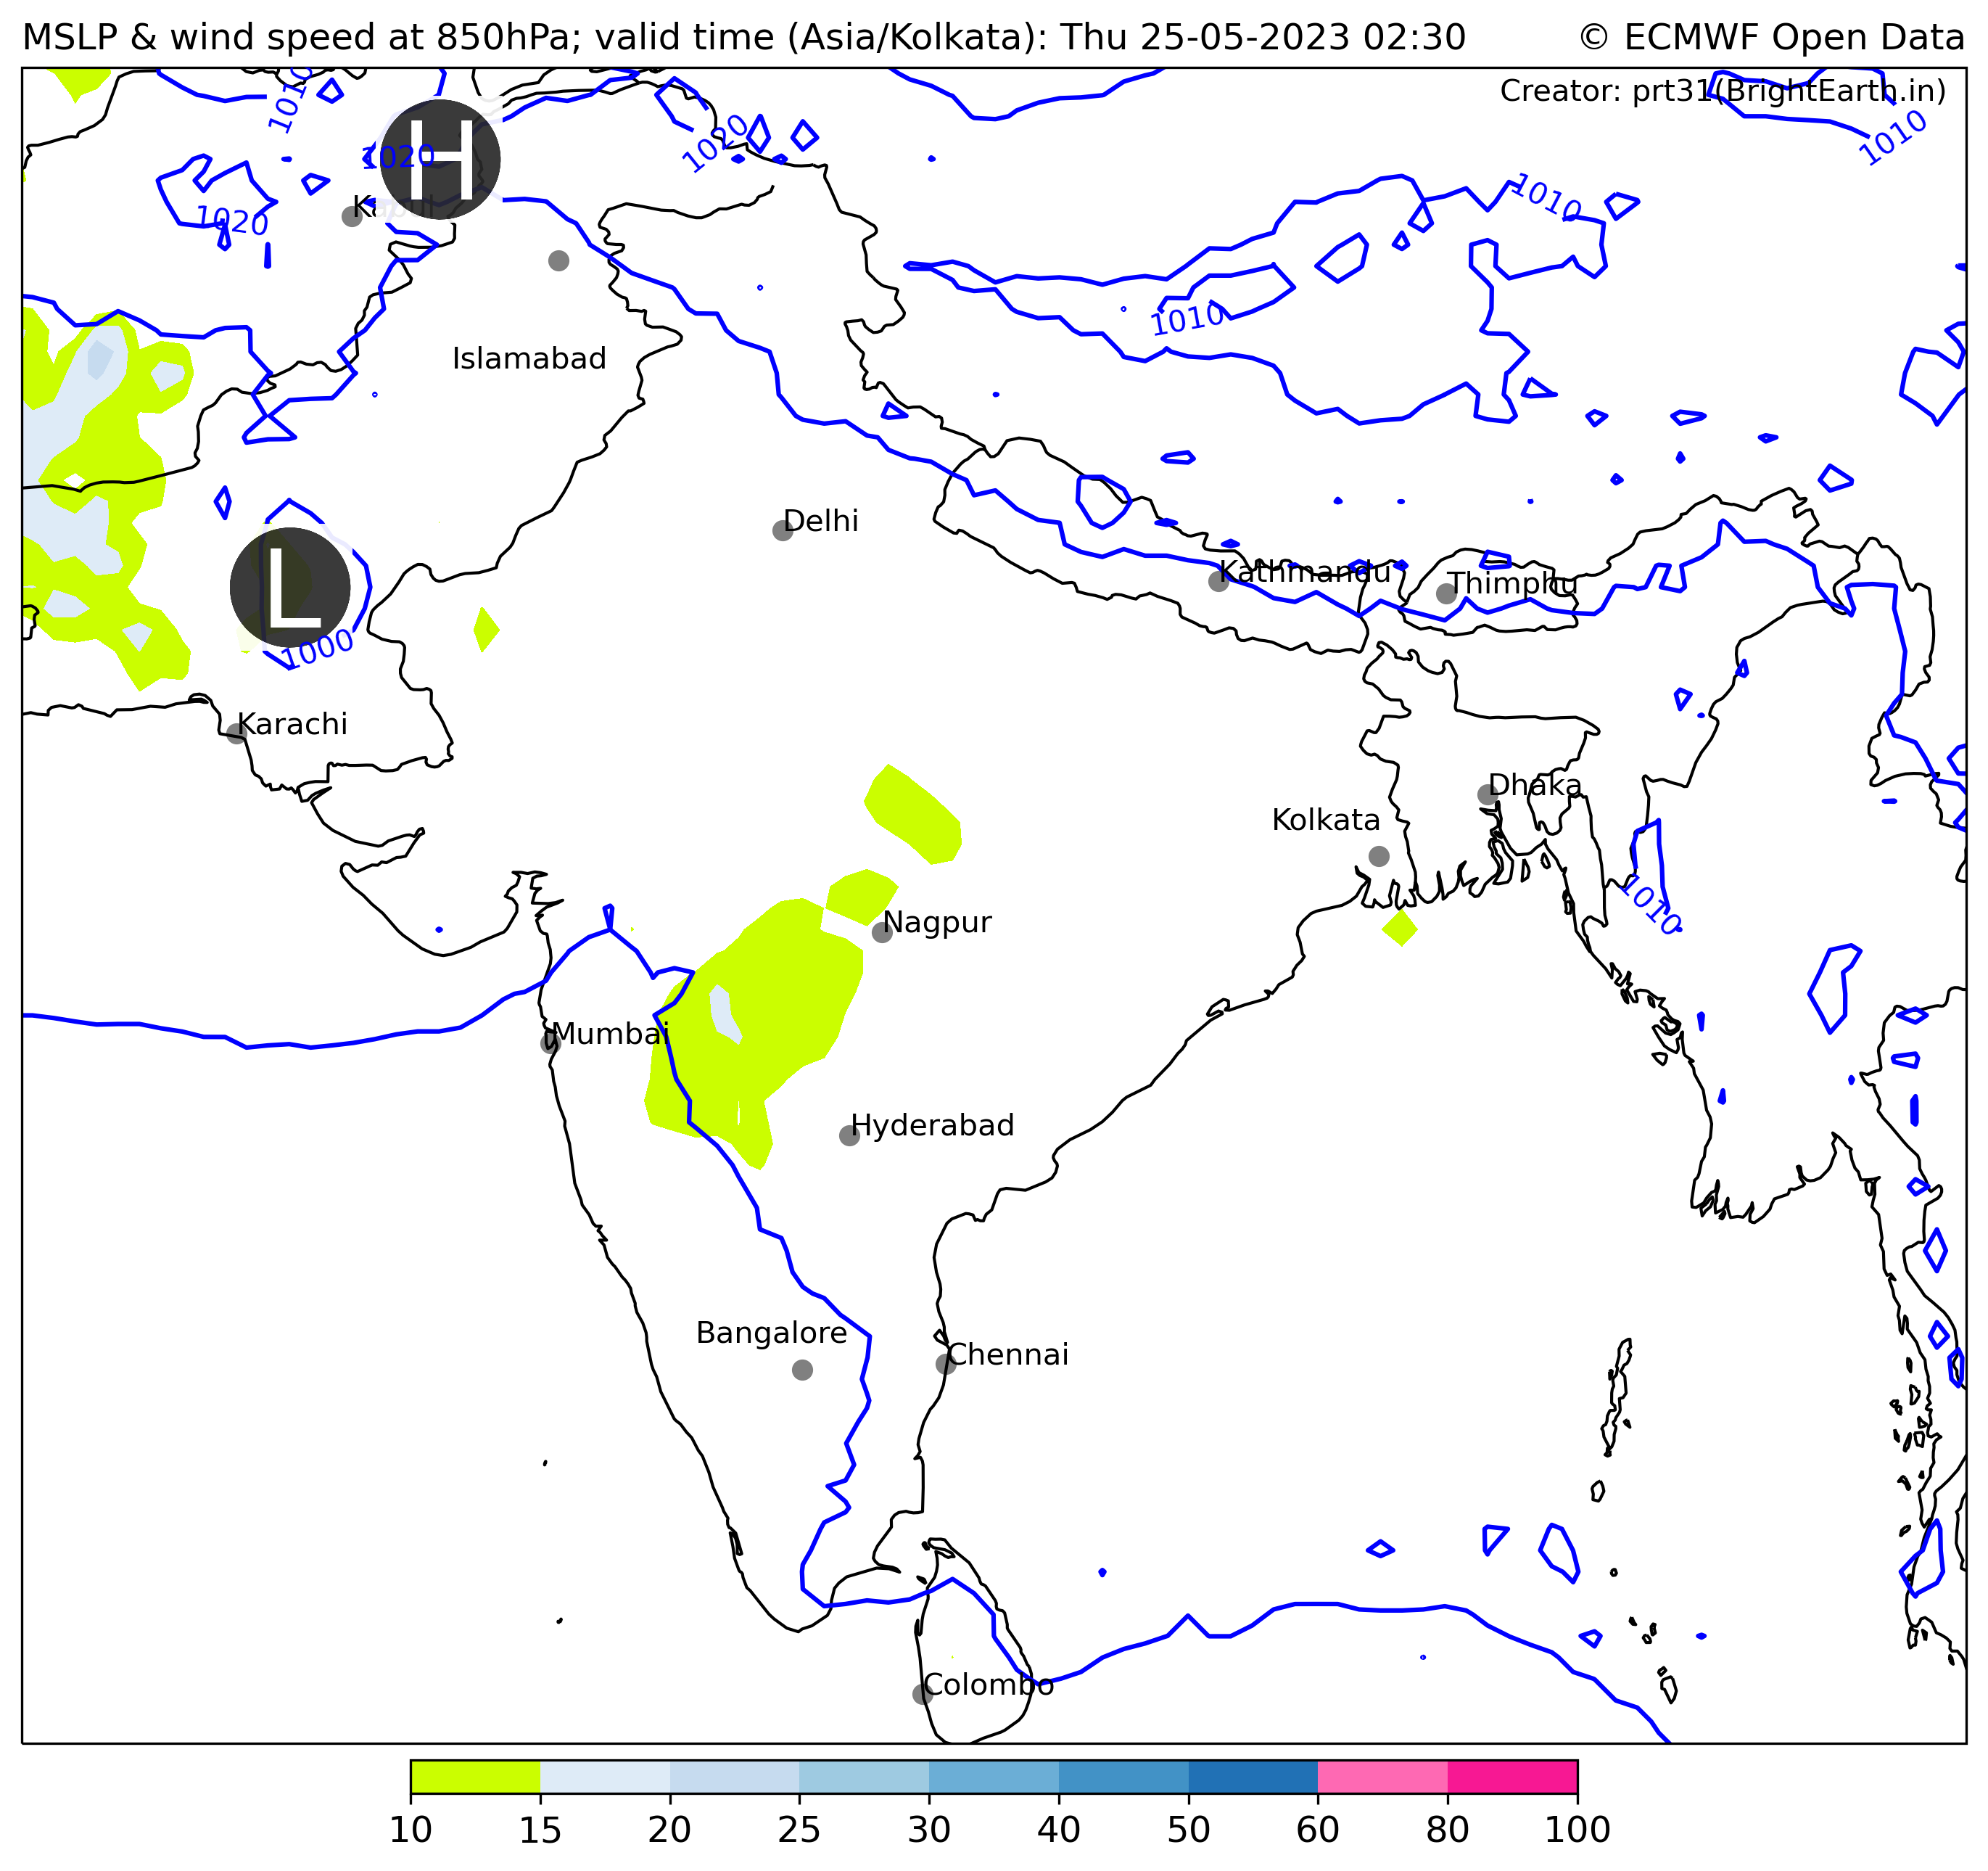 MSLP & wind speed at 850hPa; valid time (Asia/Kolkata): Thu 25-05-2023 02:30
© ECMWF Open Data
Creator: prt31(BrightEarth.in)
1010
1020
1010
H
1020
1020
Kabul
1010
1010
Islamabad
Delhi
Kathmandu
Thimphu
L
1000
Karachi
Dhaka
Kolkata
1010
Nagpur
Mumbai
Hyderabad
Bangalore
Chennai
Colombo
10 15 20 25 30 40 50 60 80 100